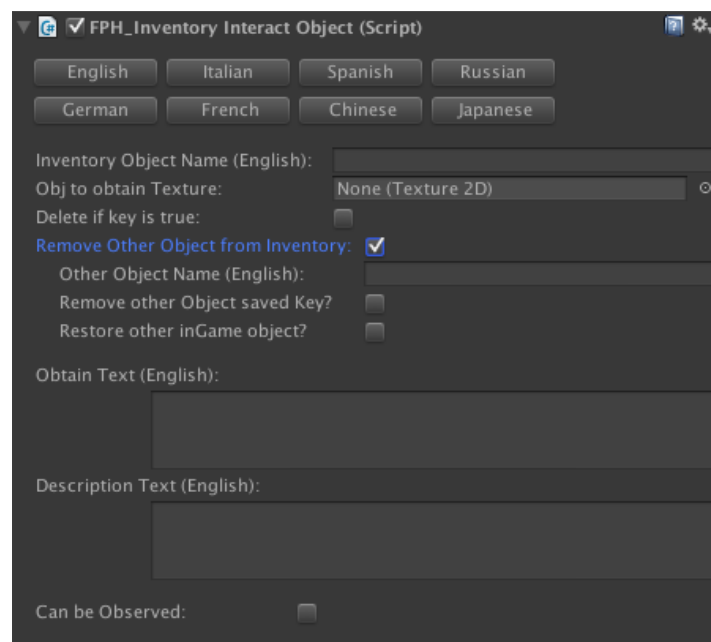 FPH_Inventory Interact Object (Script)
English Italian Spanish Russian
German French Chinese Japanese
Inventory Object Name (English):
Obj to obtain Texture: None (Texture 2D)
Delete if key is true:
Remove Other Object from Inventory:
Other Object Name (English):
Remove other Object saved Key?
Restore other inGame object?
Obtain Text (English):
Description Text (English):
Can be Observed: